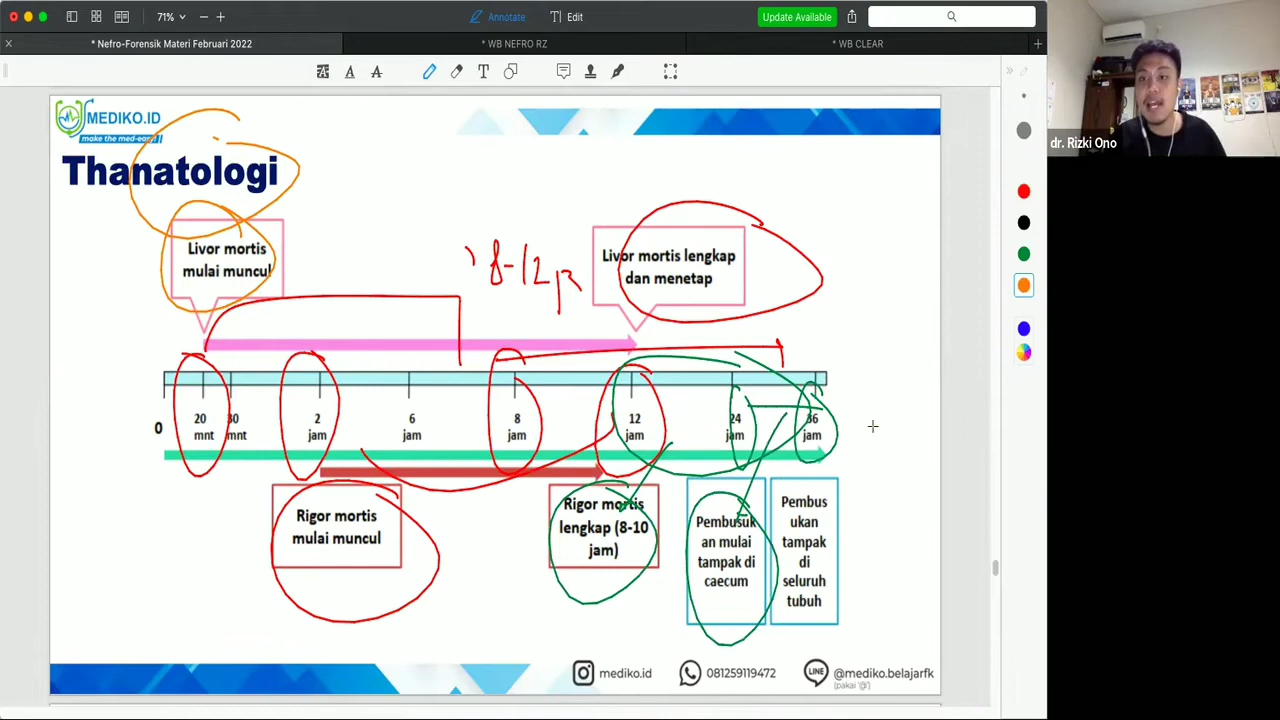 71%
Annotate
Edit
Update Available
* Nefro-Forensik Materi Februari 2022
* WB NEFRO RZ
* WB CLEAR
MEDIKO.ID
make the med-easy
dr. Rizki Ono
Thanatologi
Livor mortis
mulai muncul
8-12 jam
Livor mortis lengkap
dan menetap
0
20
mnt
30
mnt
2
jam
6
jam
8
jam
12
jam
24
jam
36
jam
Rigor mortis
mulai muncul
Rigor mortis
lengkap (8-10
jam)
Pembusuk
an mulai
tampak di
caecum
Pembus
ukan
tampak
di
seluruh
tubuh
mediko.id
081259119472
LINE
@mediko.belajarfk
(pakai '@')